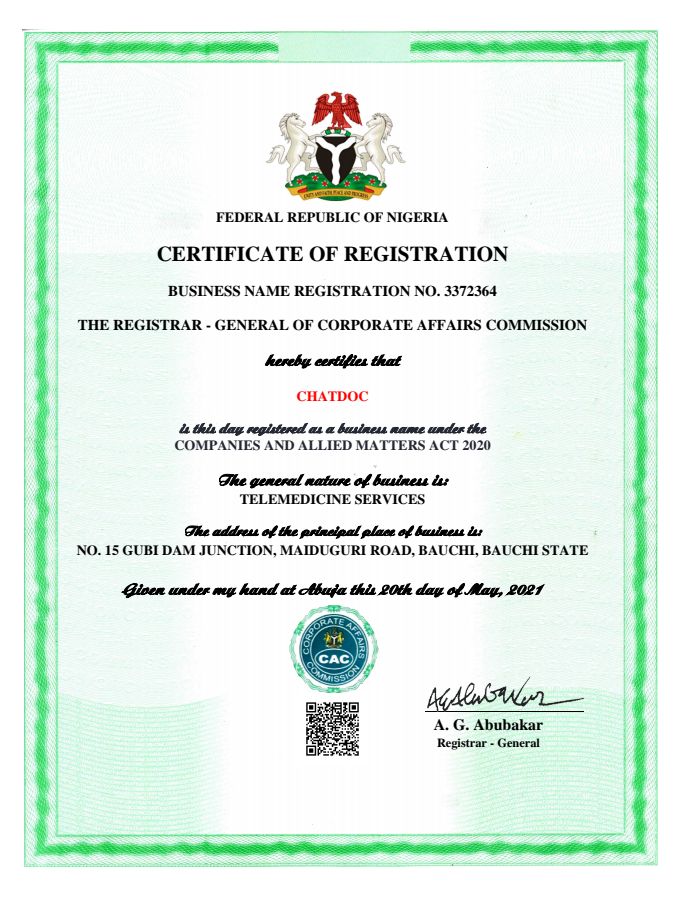 UNITY AND FAITH, PEACE AND PROGRESS
FEDERAL REPUBLIC OF NIGERIA
CERTIFICATE OF REGISTRATION
BUSINESS NAME REGISTRATION NO. 3372364
THE REGISTRAR - GENERAL OF CORPORATE AFFAIRS COMMISSION
hereby certifies that
CHATDOC
is this day registered as a business name under the
COMPANIES AND ALLIED MATTERS ACT 2020
The general nature of business is:
TELEMEDICINE SERVICES
The address of the principal place of business is:
NO. 15 GUBI DAM JUNCTION, MAIDUGURI ROAD, BAUCHI, BAUCHI STATE
Given under my hand at Abuja this 20th day of May, 2021
CORPORATE AFFAIRS
CAC
COMMISSION
A. G. Abubakar
Registrar - General